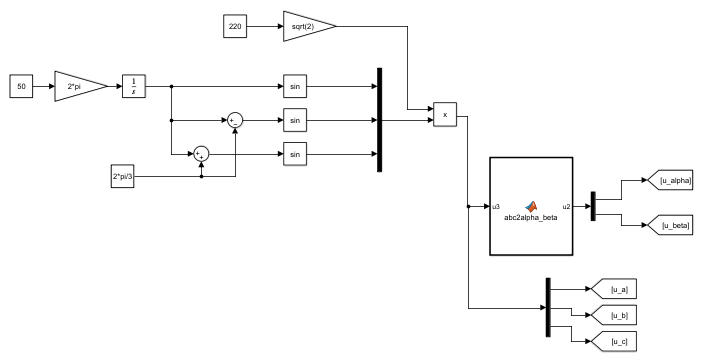 220
sqrt(2)
50
2*pi
1
s
sin
sin
sin
+
−
+
+
2*pi/3
x
u3
u2
abc2alpha_beta
[u_alpha]
[u_beta]
[u_a]
[u_b]
[u_c]